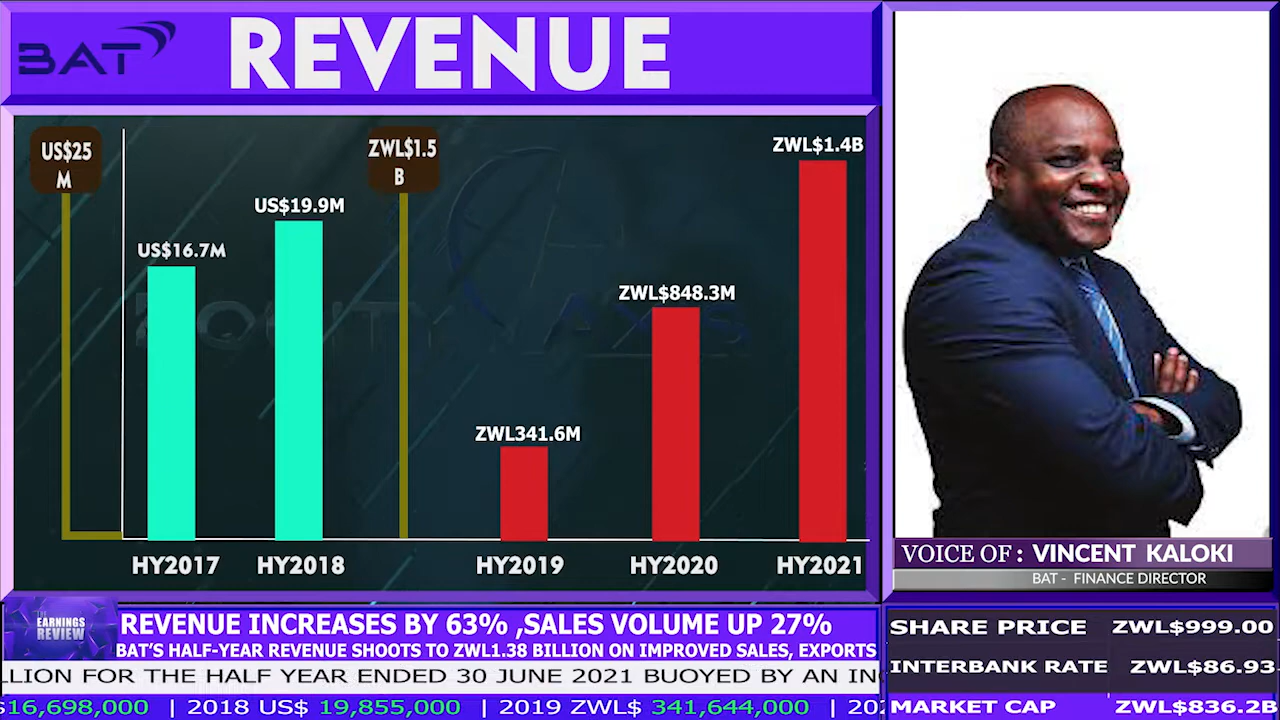 BAT
REVENUE
US$25
M
ZWL$1.5
B
US$16.7M
US$19.9M
ZWL341.6M
ZWL$848.3M
ZWL$1.4B
EQUITY AXIS
HY2017
HY2018
HY2019
HY2020
HY2021
VOICE OF : VINCENT KALOKI
BAT - FINANCE DIRECTOR
THE
EARNINGS
REVIEW
REVENUE INCREASES BY 63% ,SALES VOLUME UP 27%
BAT'S HALF-YEAR REVENUE SHOOTS TO ZWL1.38 BILLION ON IMPROVED SALES, EXPORTS
LLION FOR THE HALF YEAR ENDED 30 JUNE 2021 BUOYED BY AN IN
$16,698,000 | 2018 US$ 19,855,000 | 2019 ZWL$ 341,644,000 | 202
SHARE PRICE ZWL$999.00
INTERBANK RATE ZWL$86.93
MARKET CAP ZWL$836.2B